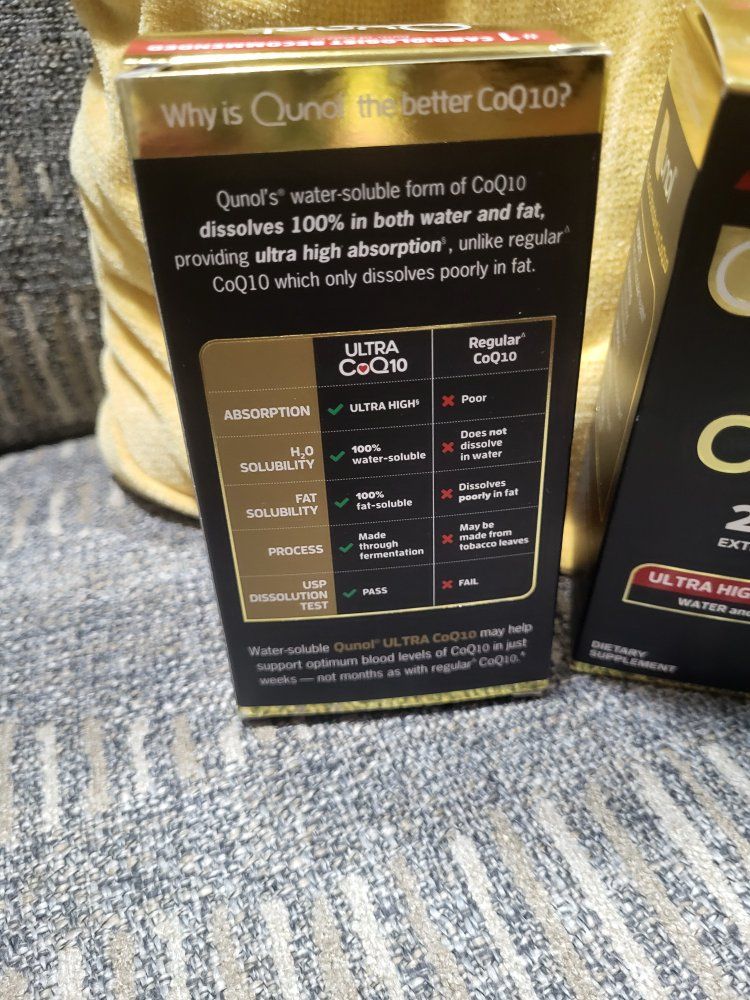 #1 CARDIOLOGIST RECOMMENDED
Why is Qunol the better CoQ10?
Qunol's® water-soluble form of CoQ10
dissolves 100% in both water and fat,
providing ultra high absorption§, unlike regular^
CoQ10 which only dissolves poorly in fat.
ULTRA CoQ10
Regular^ CoQ10
ABSORPTION
ULTRA HIGH§
Poor
H₂O
SOLUBILITY
100%
water-soluble
Does not
dissolve
in water
FAT
SOLUBILITY
100%
fat-soluble
Dissolves
poorly in fat
PROCESS
Made
through
fermentation
May be
made from
tobacco leaves
USP
DISSOLUTION
TEST
PASS
FAIL
Water-soluble Qunol® ULTRA CoQ10 may help
support optimum blood levels of CoQ10 in just
weeks — not months as with regular^ CoQ10.
Qunol
ULTRA HIG
WATER and
DIETARY
SUPPLEMENT